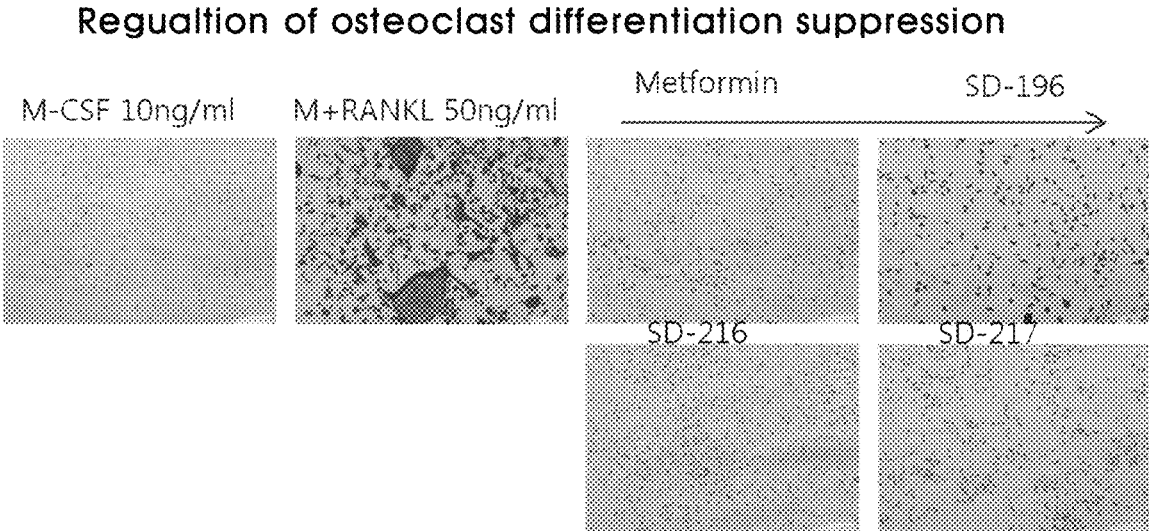 Regualtion of osteoclast differentiation suppression
Metformin SD-196
M-CSF 10ng/ml M+RANKL 50ng/ml
SD-216 SD-217